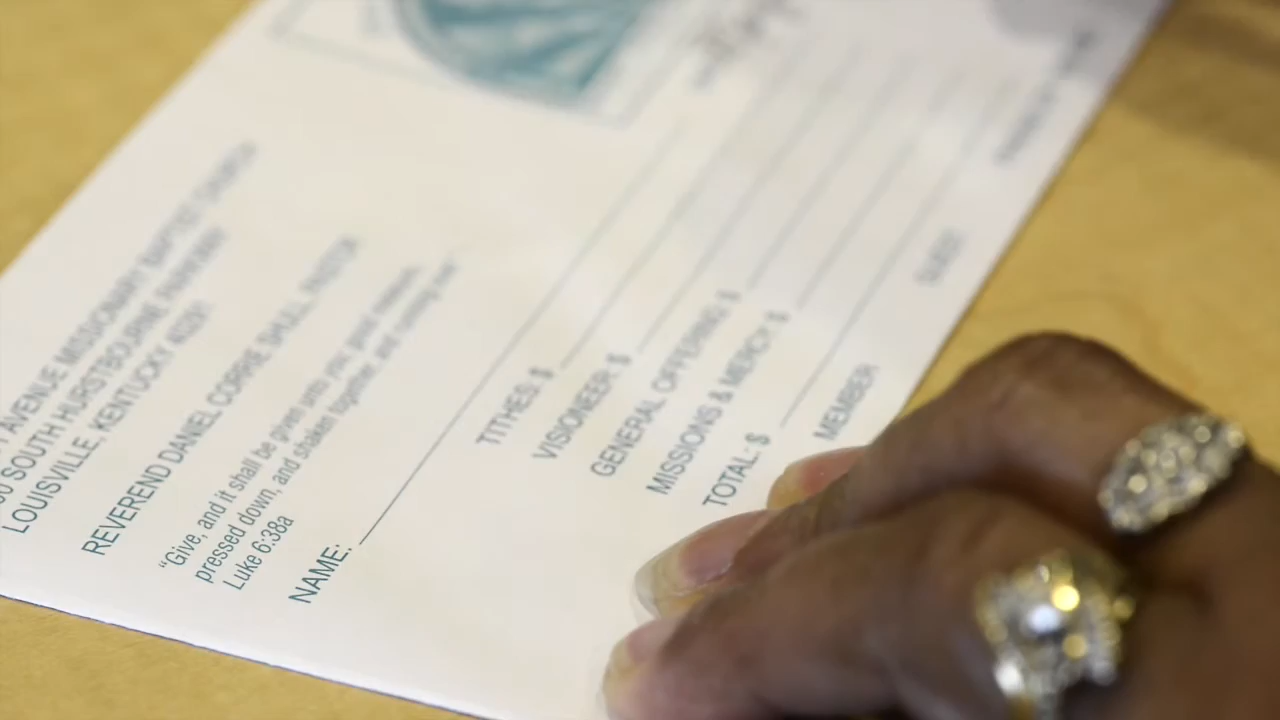 AVENUE MISSIONARY BAPTIST CHURCH
SOUTH HURSTBOURNE PARKWAY
LOUISVILLE, KENTUCKY 40291
REVEREND DANIEL CORRIE SHULL, PASTOR
"Give, and it shall be given unto you; good measure,
pressed down, and shaken together, and running over"
Luke 6:38a
NAME:
TITHES: $
VISIONEER: $
GENERAL OFFERING $
MISSIONS & MERCY: $
TOTAL: $
MEMBER GUEST